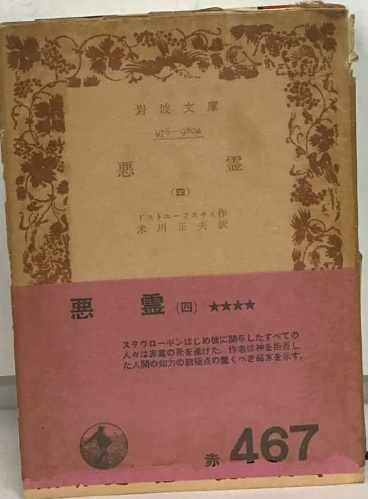 岩波文庫
978—980a
悪霊
(四)
ドストエーフスキイ作
米川正夫訳
悪霊(四)★★★★
スタヴローギンはじめ彼に関与したすべての
人々は非業の死を遂げた．作者は神を拒否し
た人間の知力の窮極点の驚くべき結末を示す．
赤 467